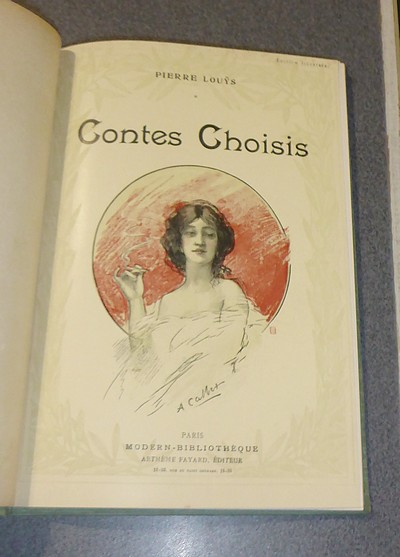 PIERRE LOUŸS
Contes Choisis
A Calbet
PARIS
MODERN-BIBLIOTHÈQUE
ARTHÈME FAYARD, ÉDITEUR